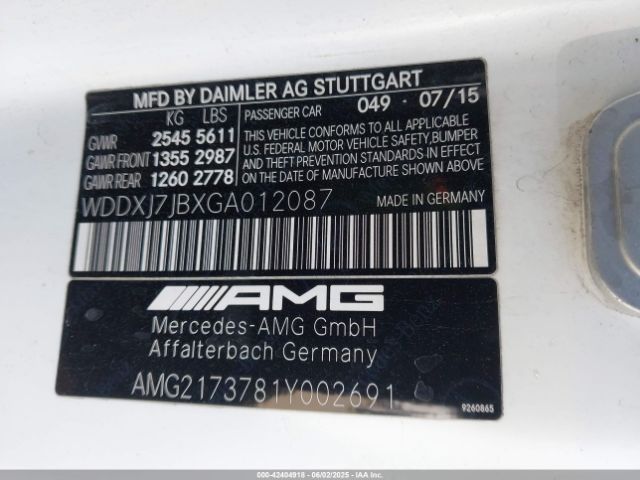 MFD BY DAIMLER AG STUTTGART
KG LBS
PASSENGER CAR 049 · 07/15
GVWR 2545 5611
GAWR FRONT 1355 2987
GAWR REAR 1260 2778
THIS VEHICLE CONFORMS TO ALL APPLICABLE
U.S. FEDERAL MOTOR VEHICLE SAFETY,BUMPER
AND THEFT PREVENTION STANDARDS IN EFFECT
ON THE DATE OF MANUFACTURE SHOWN ABOVE
WDDXJ7JBXGA012087
MADE IN GERMANY
AMG
Mercedes-AMG GmbH
Affalterbach Germany
AMG2173781Y002691
9260865
000-42404918 - 06/02/2025 - IAAI